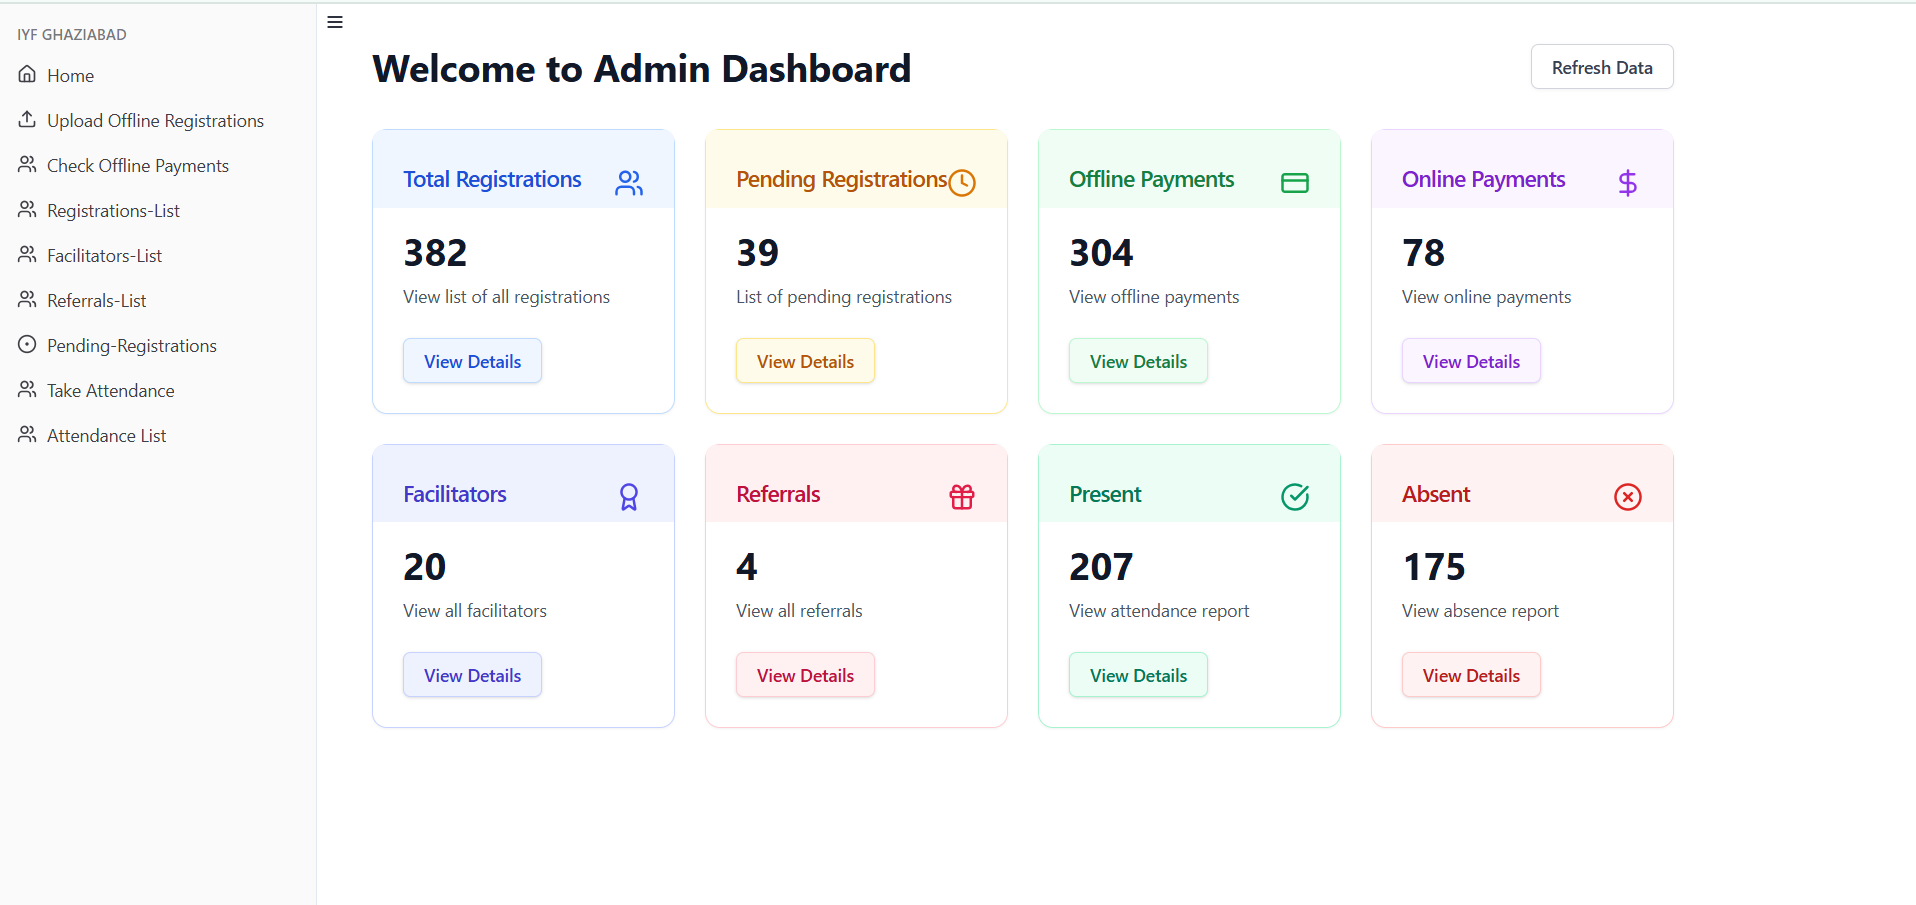 IYF GHAZIABAD
Home
Upload Offline Registrations
Check Offline Payments
Registrations-List
Facilitators-List
Referrals-List
Pending-Registrations
Take Attendance
Attendance List
Welcome to Admin Dashboard
Refresh Data
Total Registrations
382
View list of all registrations
View Details
Pending Registrations
39
List of pending registrations
View Details
Offline Payments
304
View offline payments
View Details
Online Payments
78
View online payments
View Details
Facilitators
20
View all facilitators
View Details
Referrals
4
View all referrals
View Details
Present
207
View attendance report
View Details
Absent
175
View absence report
View Details